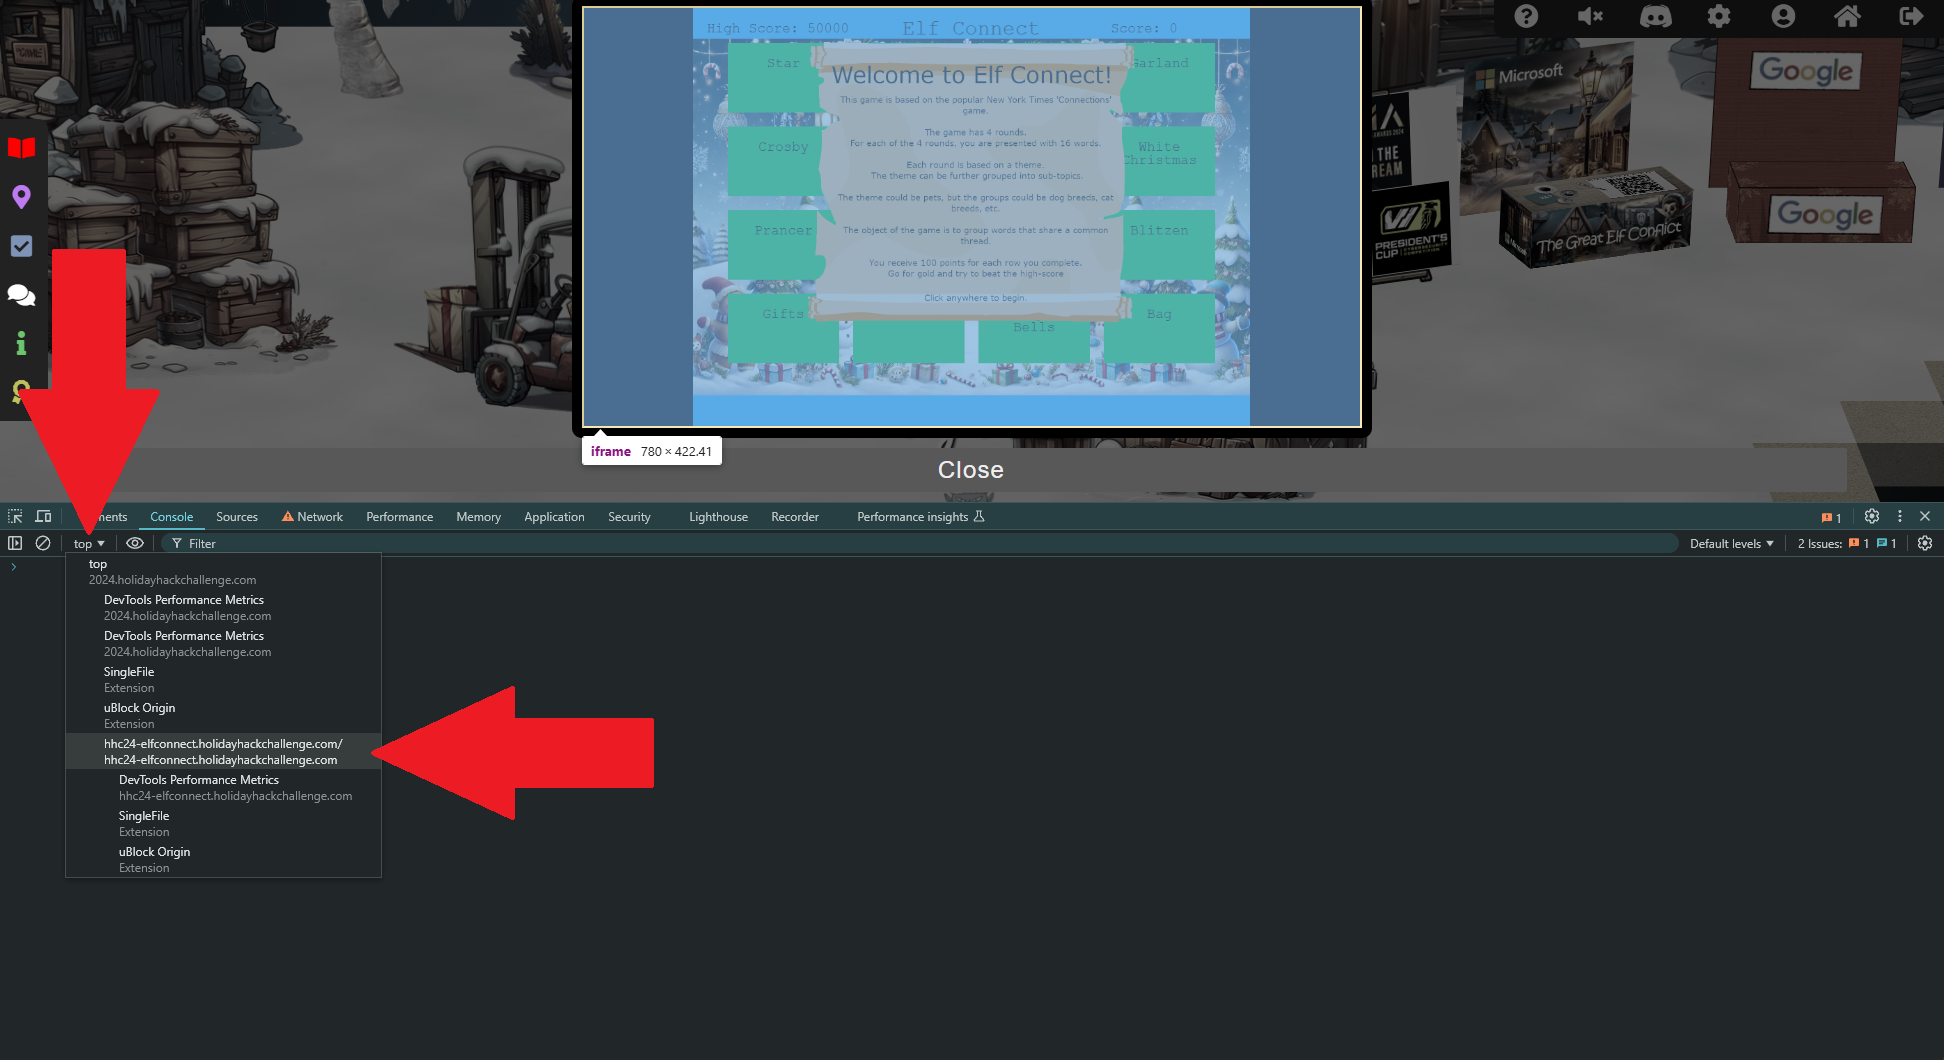 High Score: 50000
Elf Connect
Score: 0
Star
Garland
Welcome to Elf Connect!
This game is based on the popular New York Times 'Connections'
game.
The game has 4 rounds.
For each of the 4 rounds, you are presented with 16 words.
Each round is based on a theme.
The theme can be further grouped into sub-topics.
The theme could be pets, but the groups could be dog breeds, cat
breeds, etc.
The object of the game is to group words that share a common
thread.
You receive 100 points for each row you complete.
Go for gold and try to beat the high-score
Click anywhere to begin.
Crosby
White
Christmas
Prancer
Blitzen
Gifts
Bells
Bag
Microsoft
Google
THE
PRESIDENT'S
CUP
The Great Elf Conflict
Google
iframe 780 × 422.41
Close
Console
Sources
Network
Performance
Memory
Application
Security
Lighthouse
Recorder
Performance insights
1
top
Filter
Default levels
2 Issues: 1 1
top
2024.holidayhackchallenge.com
DevTools Performance Metrics
2024.holidayhackchallenge.com
DevTools Performance Metrics
2024.holidayhackchallenge.com
SingleFile
Extension
uBlock Origin
Extension
hhc24-elfconnect.holidayhackchallenge.com/
hhc24-elfconnect.holidayhackchallenge.com
DevTools Performance Metrics
hhc24-elfconnect.holidayhackchallenge.com
SingleFile
Extension
uBlock Origin
Extension